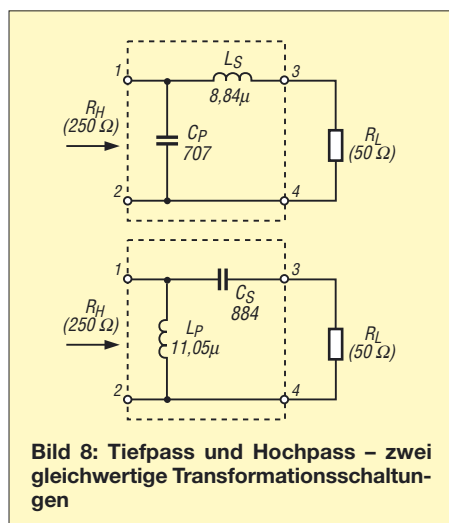 L_S
1
3
8,84µ
R_H
(250 Ω)
C_P
707
R_L
(50 Ω)
2
4
1
3
C_S
884
R_H
(250 Ω)
L_P
11,05µ
R_L
(50 Ω)
2
4
Bild 8: Tiefpass und Hochpass – zwei
gleichwertige Transformationsschaltun-
gen